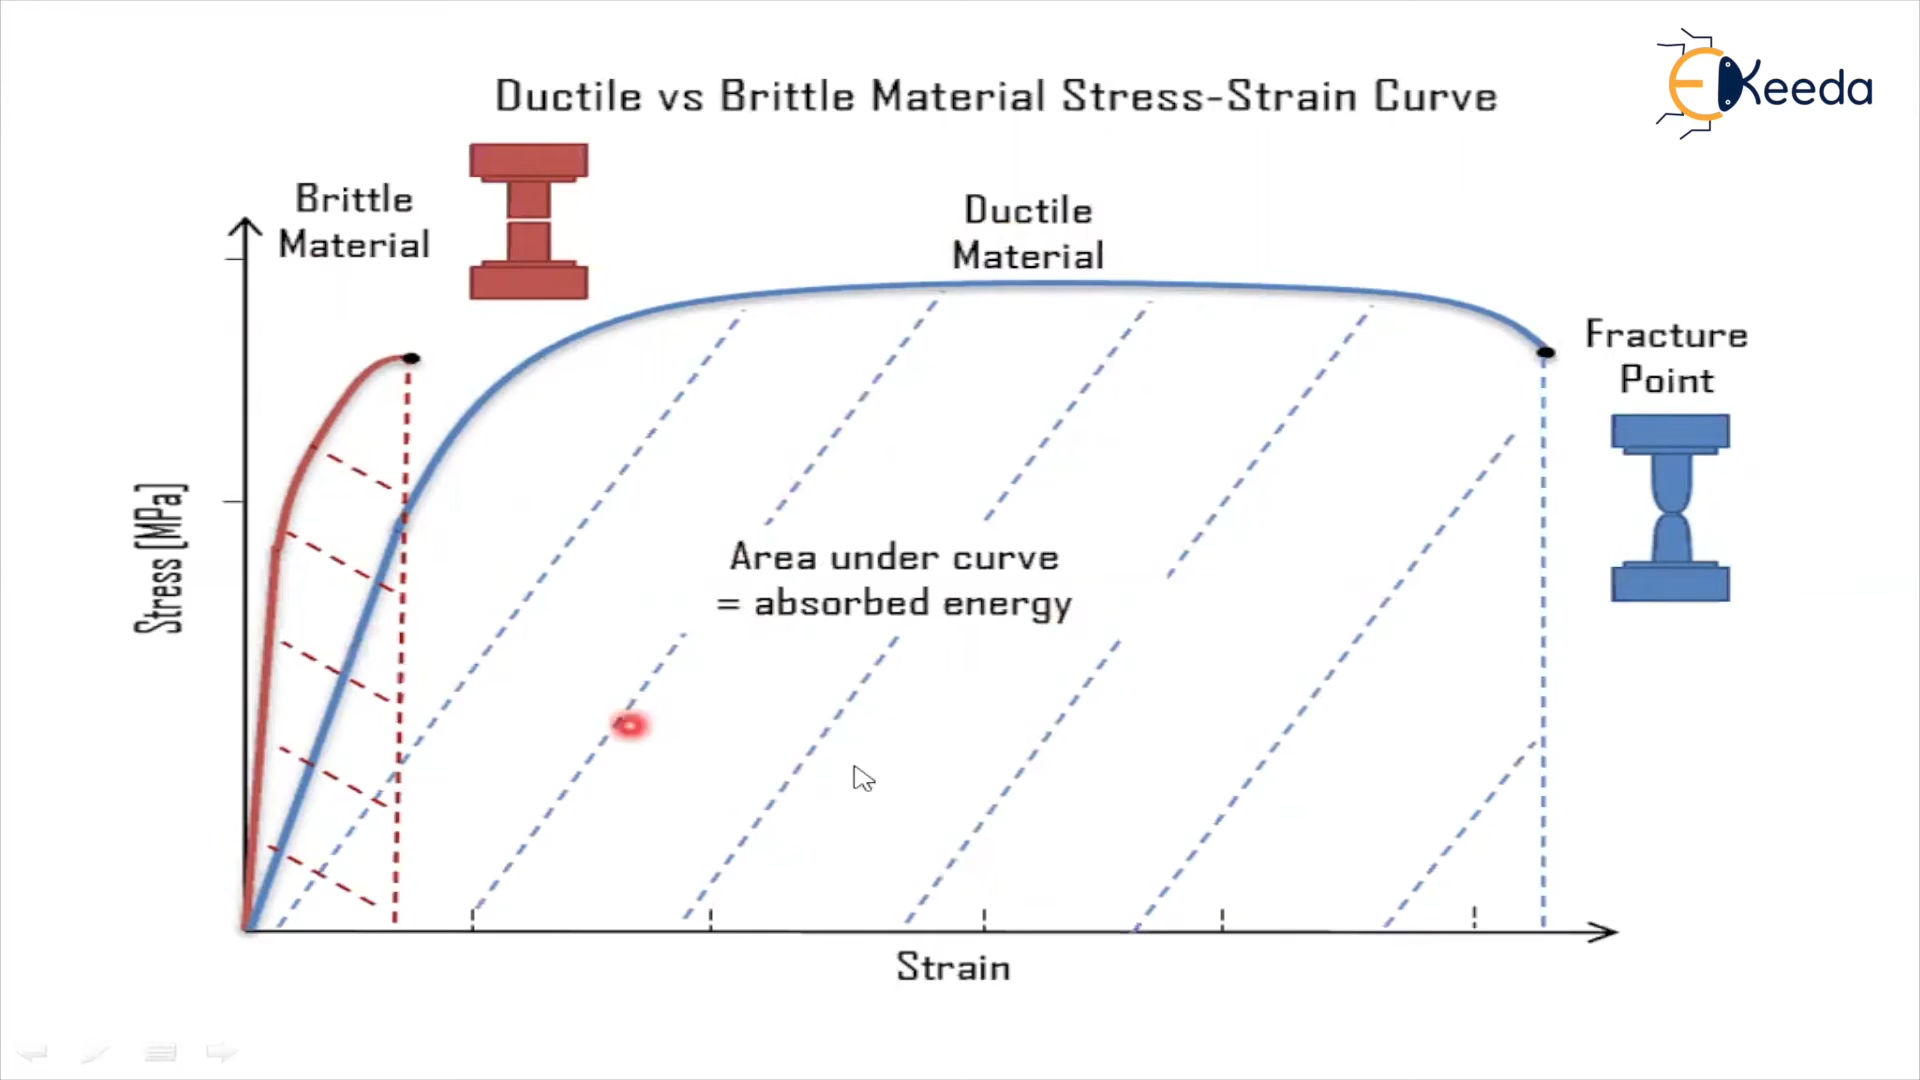 Ductile vs Brittle Material Stress-Strain Curve
EKeeda
Brittle
Material
Ductile
Material
Fracture
Point
Stress [MPa]
Area under curve
= absorbed energy
Strain